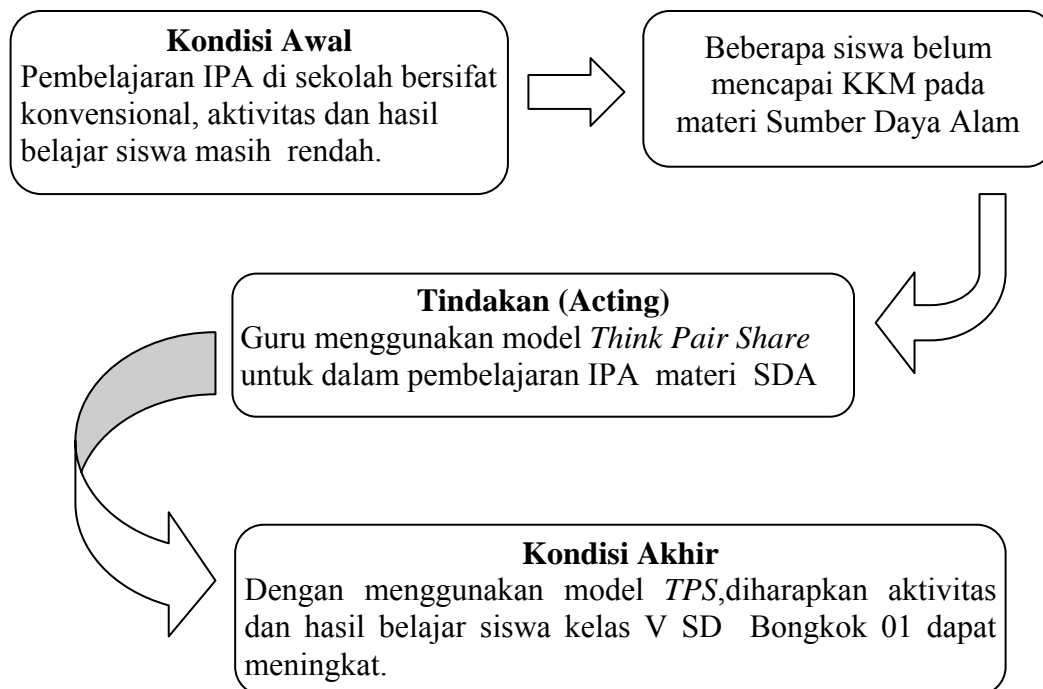 Kondisi Awal
Pembelajaran IPA di sekolah bersifat
konvensional, aktivitas dan hasil
belajar siswa masih rendah.
Beberapa siswa belum
mencapai KKM pada
materi Sumber Daya Alam
Tindakan (Acting)
Guru menggunakan model Think Pair Share
untuk dalam pembelajaran IPA materi SDA
Kondisi Akhir
Dengan menggunakan model TPS,diharapkan aktivitas
dan hasil belajar siswa kelas V SD Bongkok 01 dapat
meningkat.